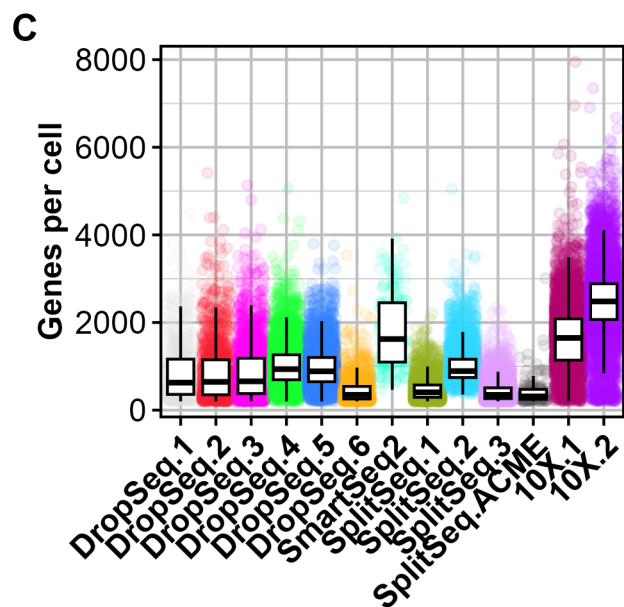 C
Genes per cell
8000
6000
4000
2000
0
DropSeq.1
DropSeq.2
DropSeq.3
DropSeq.4
DropSeq.5
DropSeq.6
SmartSeq2
SplitSeq.1
SplitSeq.2
SplitSeq.3
SplitSeq.ACME
10X.1
10X.2